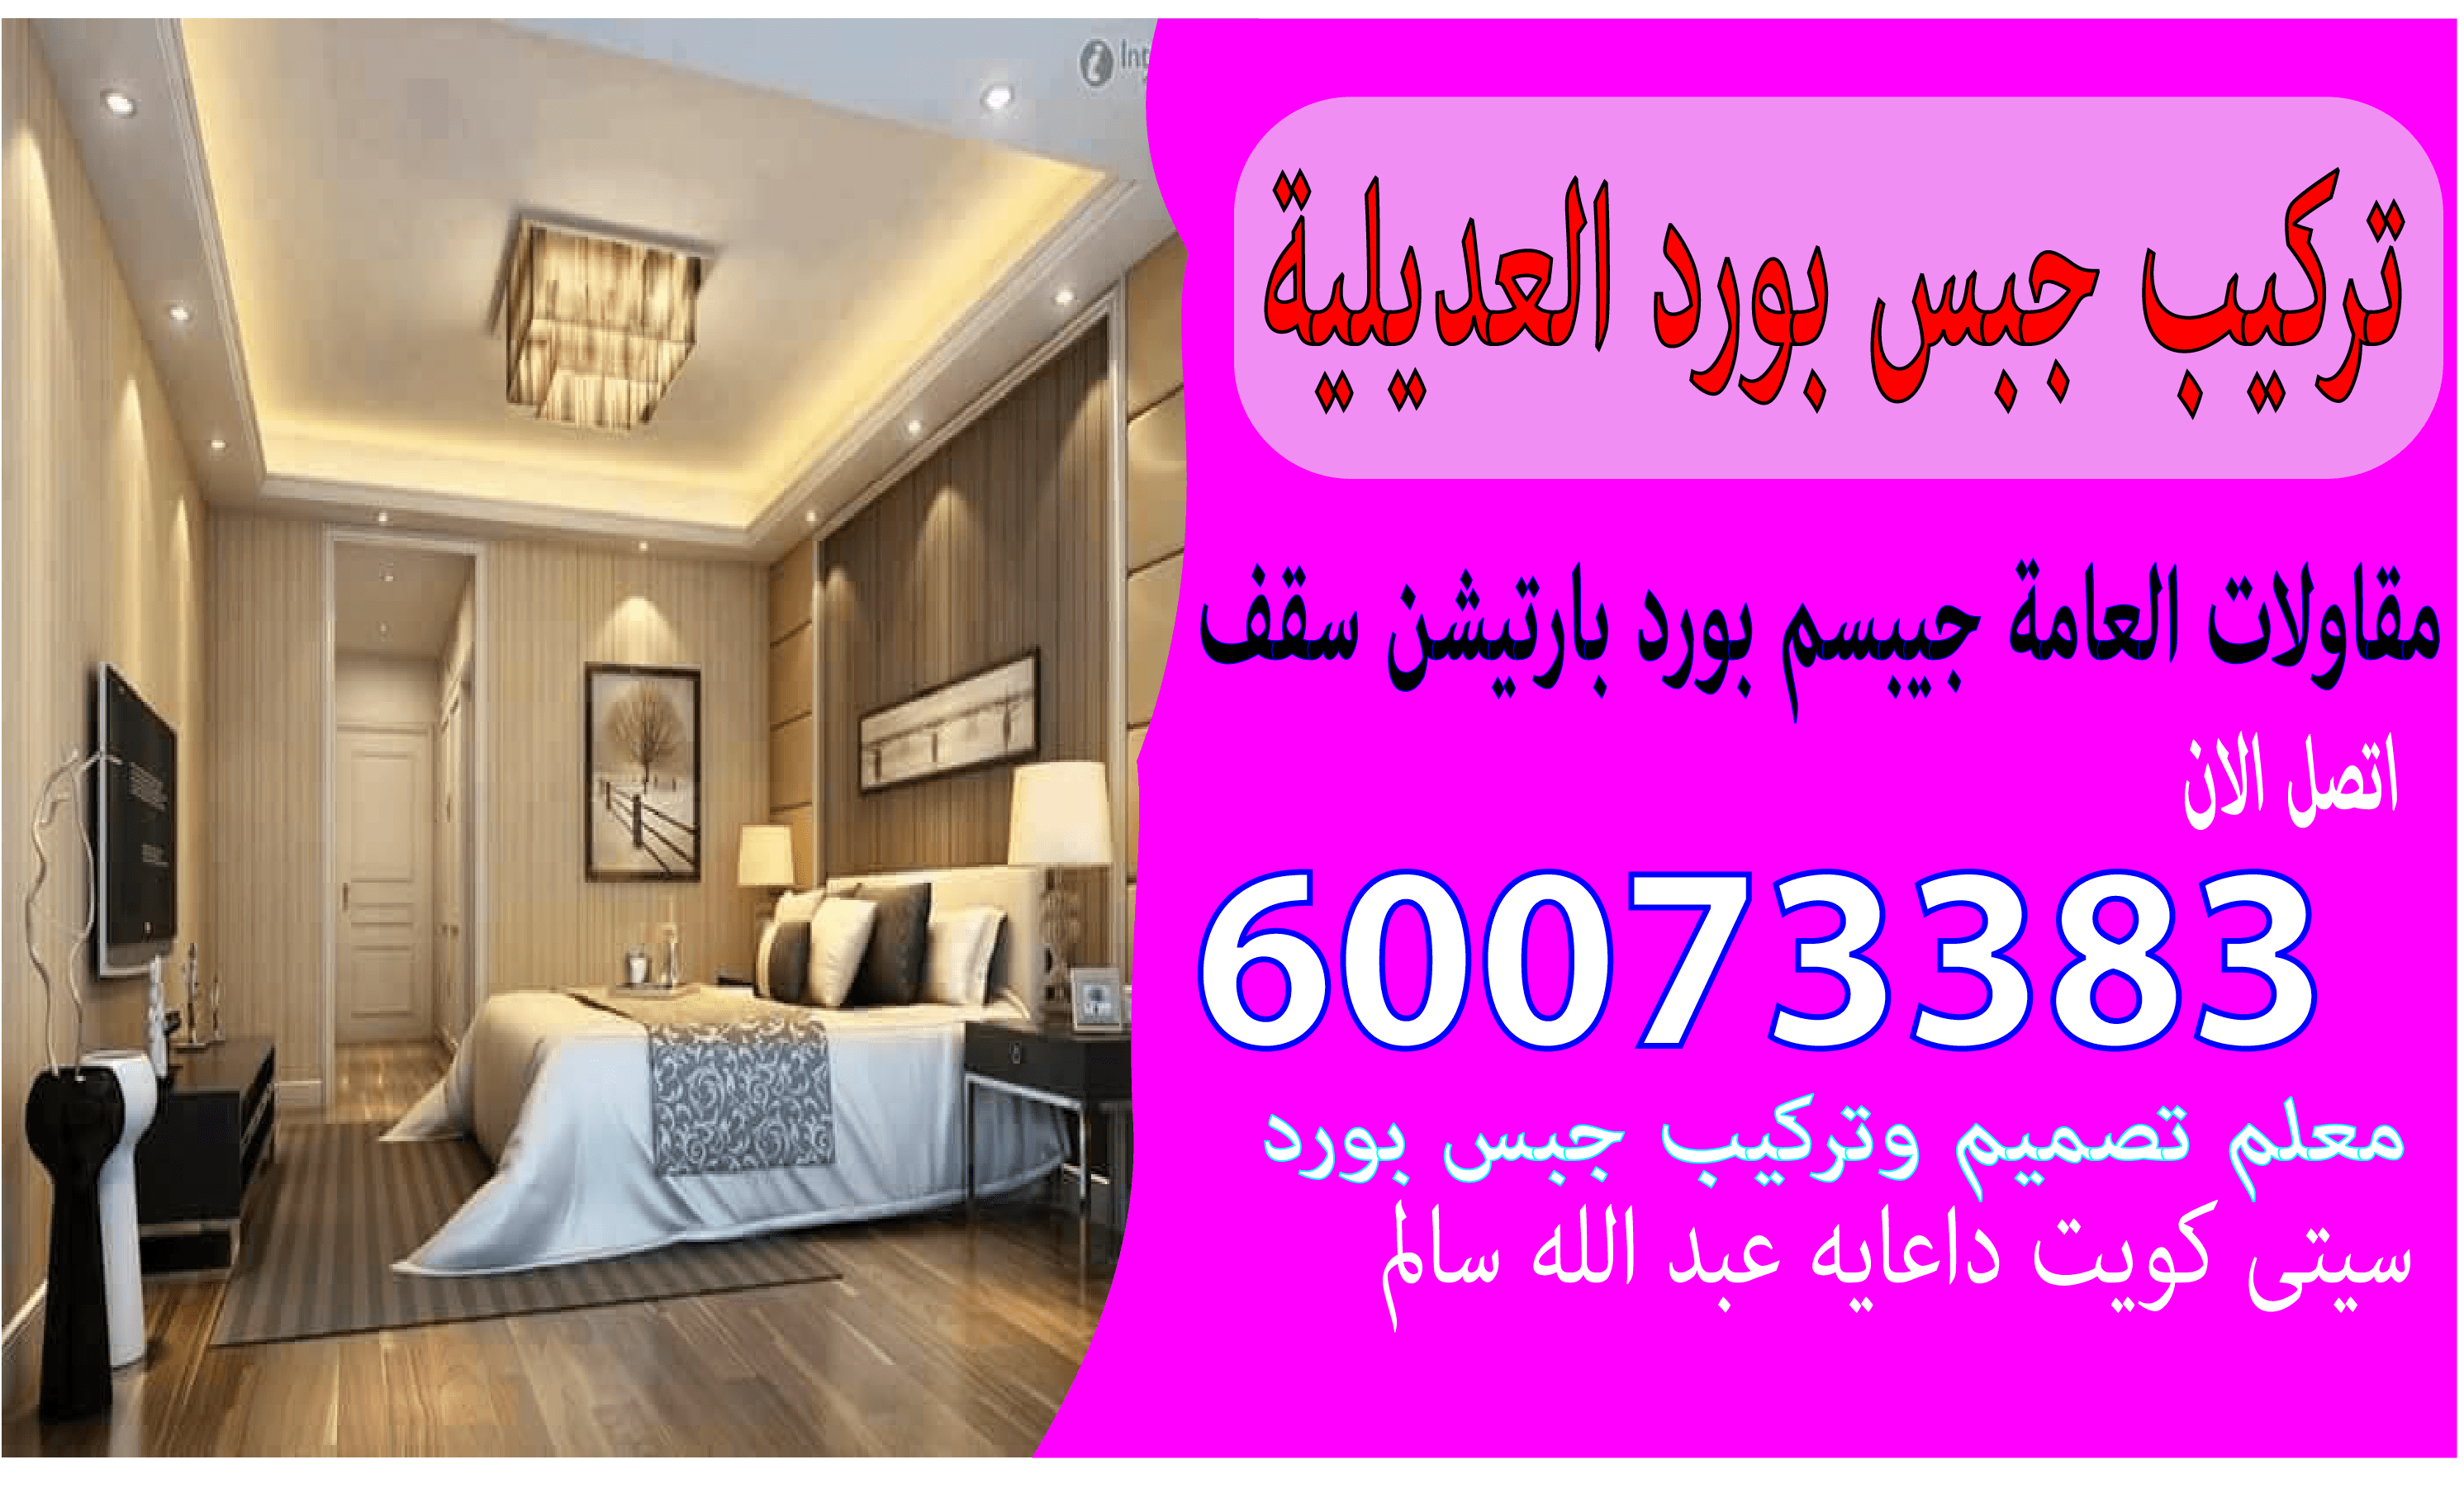 تركيب جبس بورد العديلية
مقاولات العامة جيبسم بورد بارتيشن سقف
اتصل الان
60073383
معلم تصميم وتركيب جبس بورد
سيتى كويت داعايه عبد الله سالم